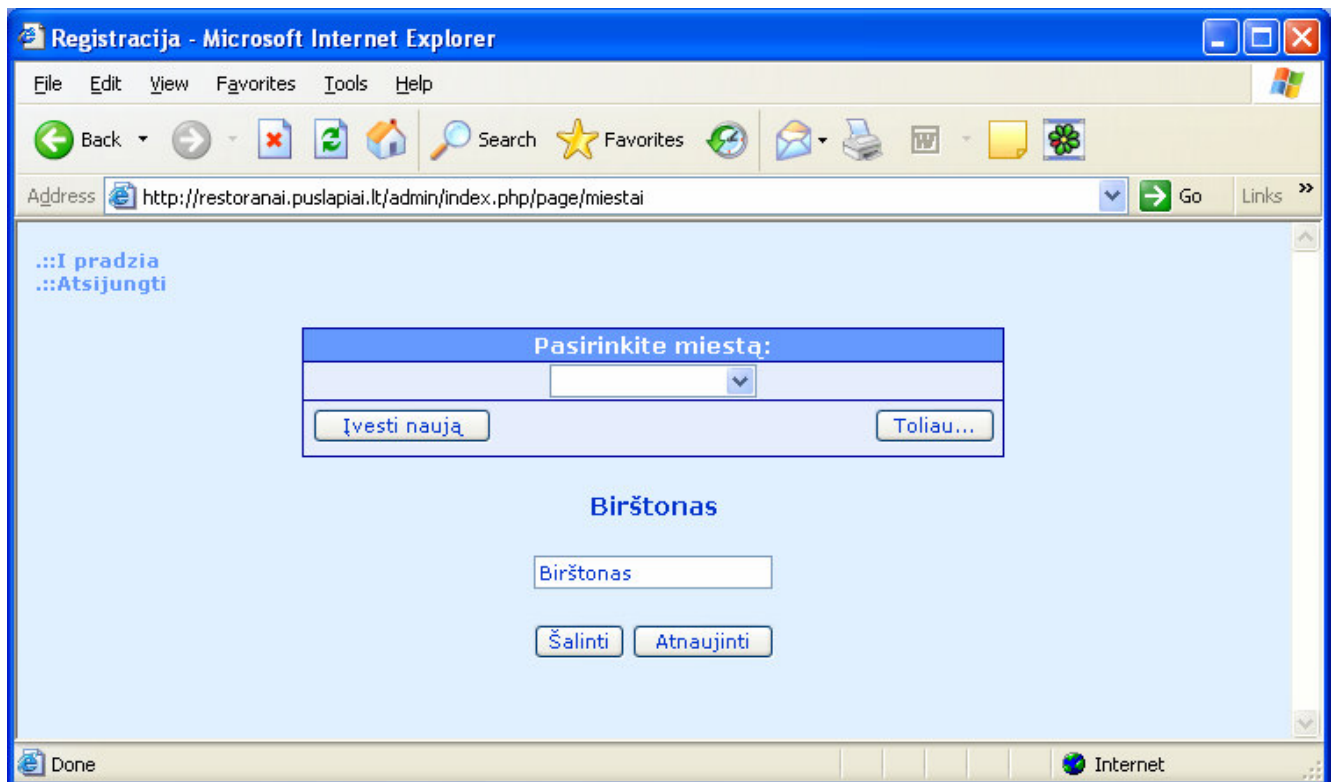 Registracija - Microsoft Internet Explorer
File Edit View Favorites Tools Help
Back Search Favorites
Address http://restoranai.puslapiai.lt/admin/index.php/page/miestai Go Links »
.::I pradzia
.::Atsijungti
Pasirinkite miestą:
Įvesti naują Toliau...
Birštonas
Birštonas
Šalinti Atnaujinti
Done Internet